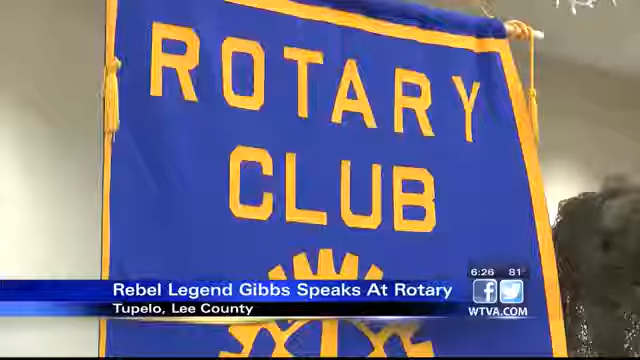 ROTARY
CLUB
Rebel Legend Gibbs Speaks At Rotary
Tupelo, Lee County
6:26 81
WTVA.COM